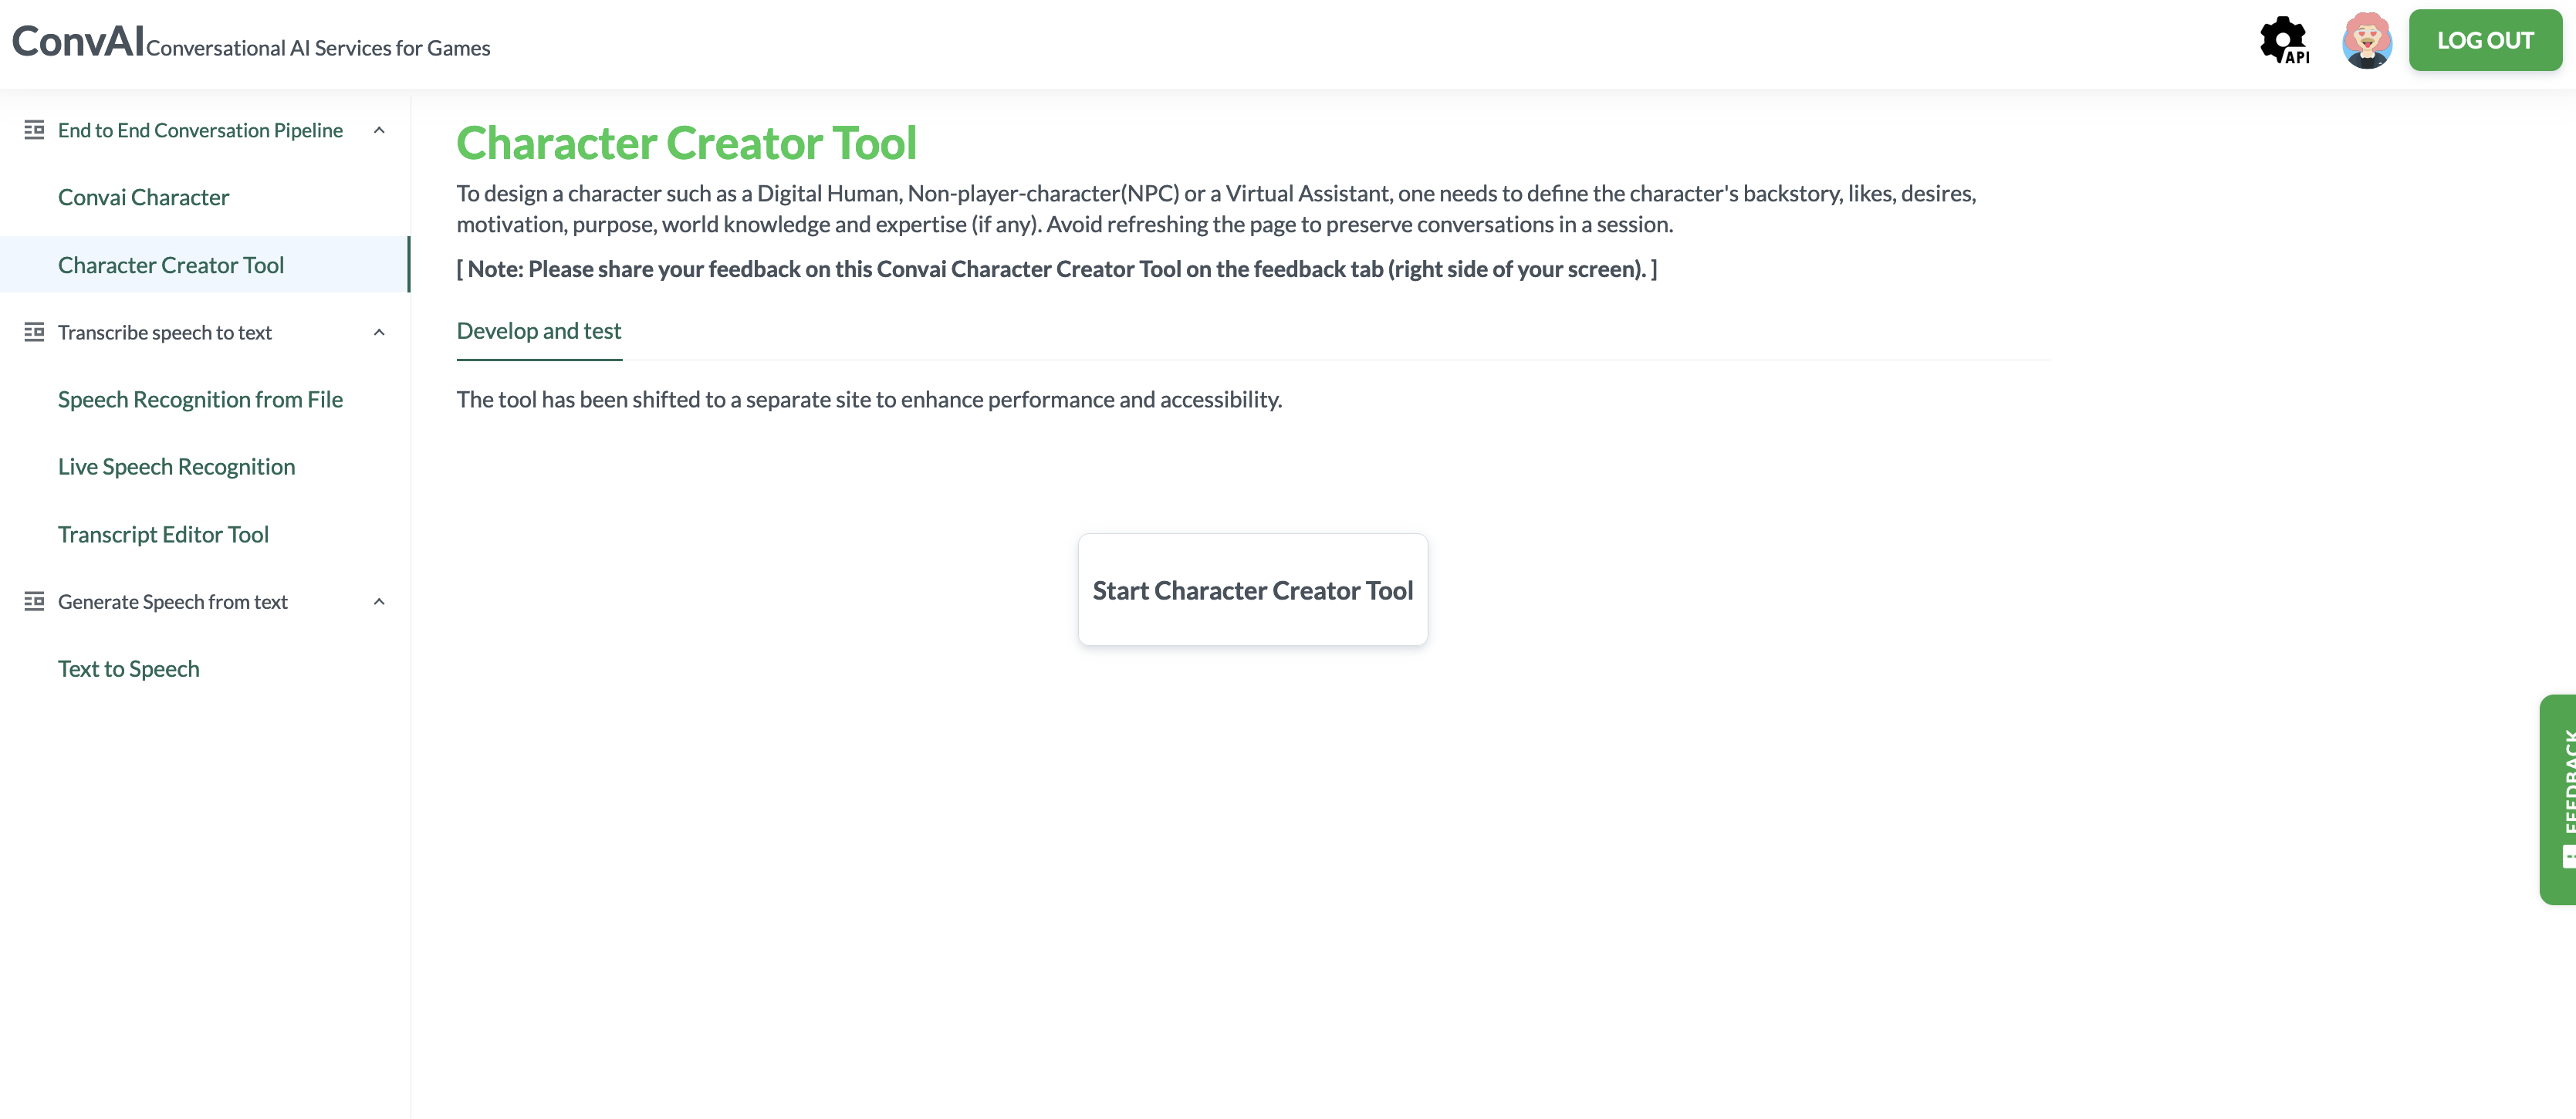 ConvAI Conversational AI Services for Games
API
LOG OUT
End to End Conversation Pipeline
Convai Character
Character Creator Tool
Transcribe speech to text
Speech Recognition from File
Live Speech Recognition
Transcript Editor Tool
Generate Speech from text
Text to Speech
Character Creator Tool
To design a character such as a Digital Human, Non-player-character(NPC) or a Virtual Assistant, one needs to define the character's backstory, likes, desires,
motivation, purpose, world knowledge and expertise (if any). Avoid refreshing the page to preserve conversations in a session.
[ Note: Please share your feedback on this Convai Character Creator Tool on the feedback tab (right side of your screen). ]
Develop and test
The tool has been shifted to a separate site to enhance performance and accessibility.
Start Character Creator Tool
FEEDBACK